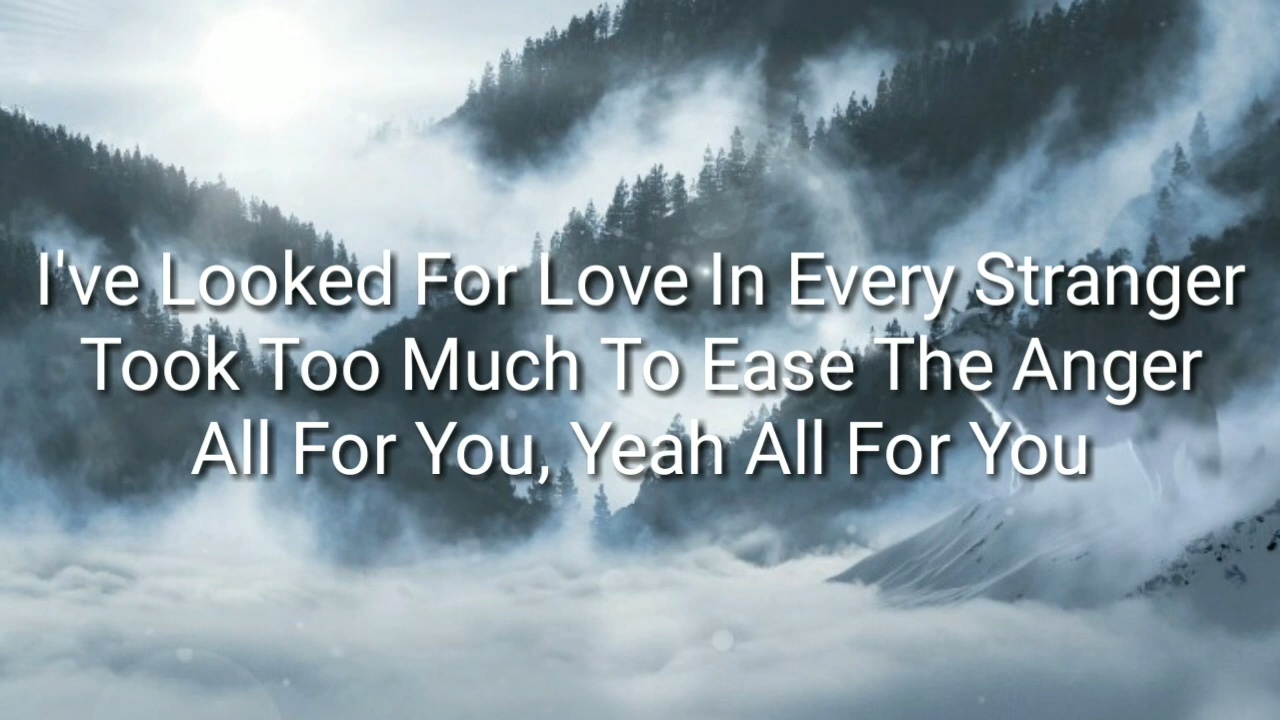 I've Looked For Love In Every Stranger
Took Too Much To Ease The Anger
All For You, Yeah All For You